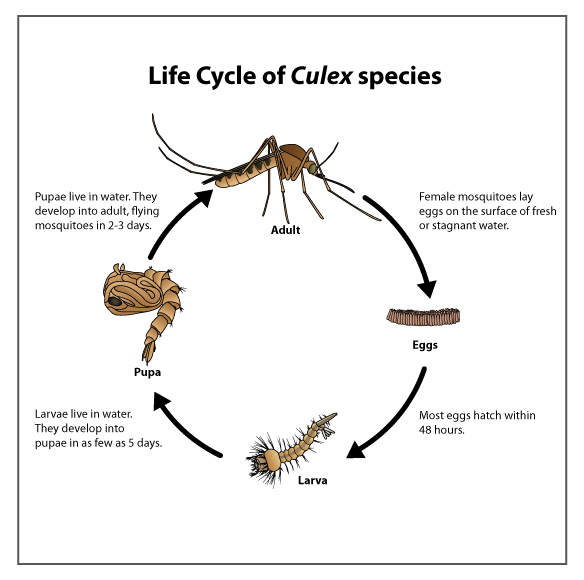 Life Cycle of Culex species
Adult
Female mosquitoes lay
eggs on the surface of fresh
or stagnant water.
Eggs
Most eggs hatch within
48 hours.
Larva
Larvae live in water.
They develop into
pupae in as few as 5 days.
Pupa
Pupae live in water. They
develop into adult, flying
mosquitoes in 2-3 days.